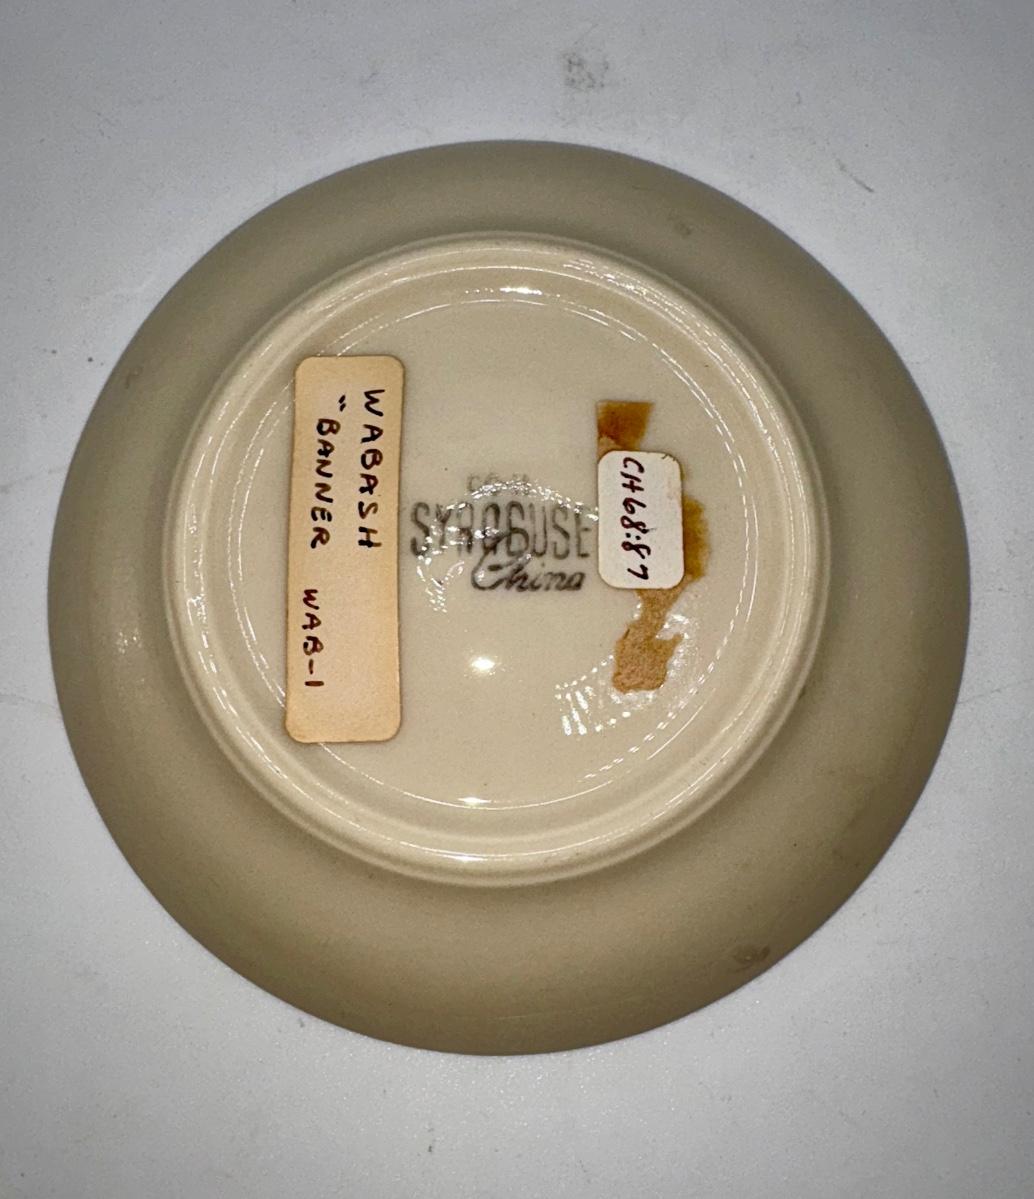 WABASH
"BANNER WAB-1
SYRACUSE
China
CH68:87